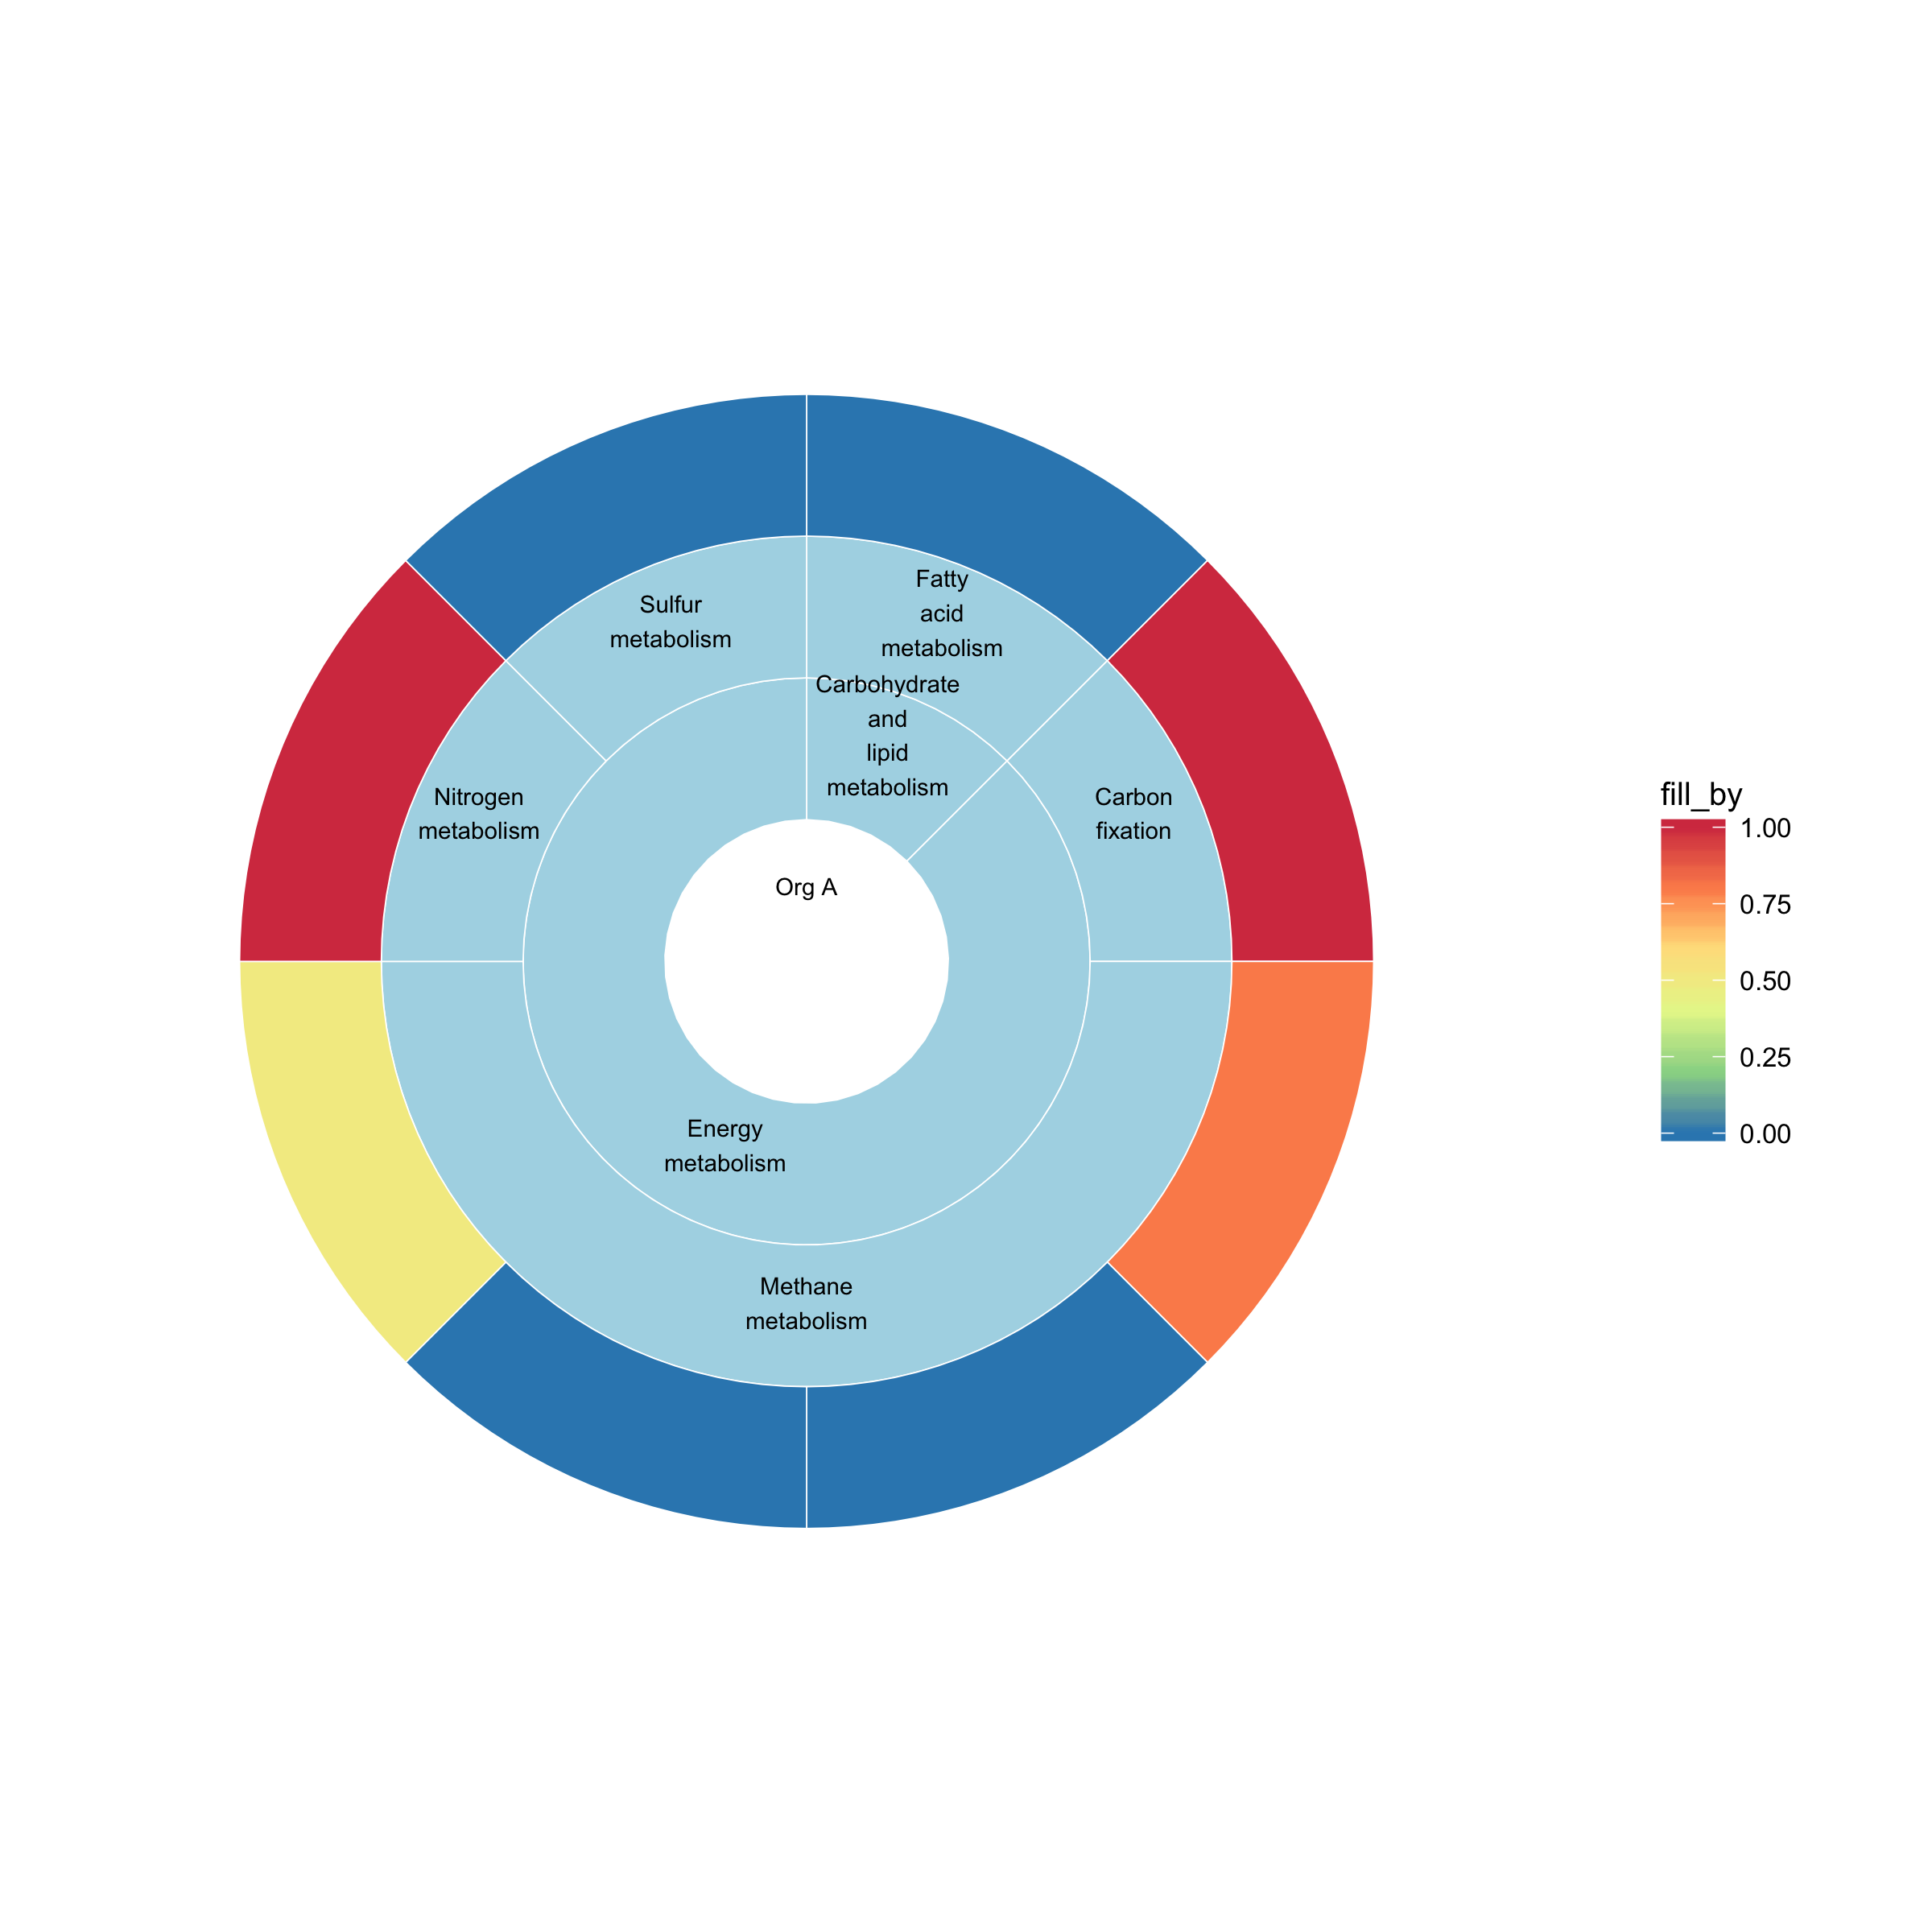 Fatty
acid
metabolism
Sulfur
metabolism
Carbohydrate
and
lipid
metabolism
Nitrogen
metabolism
Carbon
fixation
Org A
Energy
metabolism
Methane
metabolism
fill_by
1.00
0.75
0.50
0.25
0.00